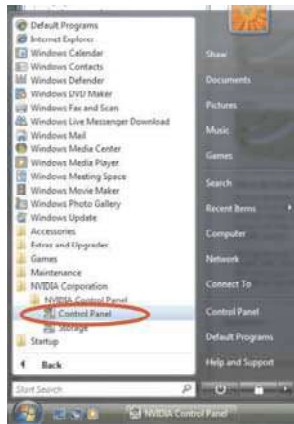 Default Programs
Internet Explorer
Windows Calendar
Windows Contacts
Windows Defender
Windows DVD Maker
Windows Fax and Scan
Windows Live Messenger Download
Windows Mail
Windows Media Center
Windows Media Player
Windows Meeting Space
Windows Movie Maker
Windows Photo Gallery
Windows Update
Accessories
Extras and Upgrades
Games
Maintenance
NVIDIA Corporation
NVIDIA Control Panel
Control Panel
Storage
Startup
Back
Start Search
Shaw
Documents
Pictures
Music
Games
Search
Recent Items
Computer
Network
Connect To
Control Panel
Default Programs
Help and Support
NVIDIA Control Panel